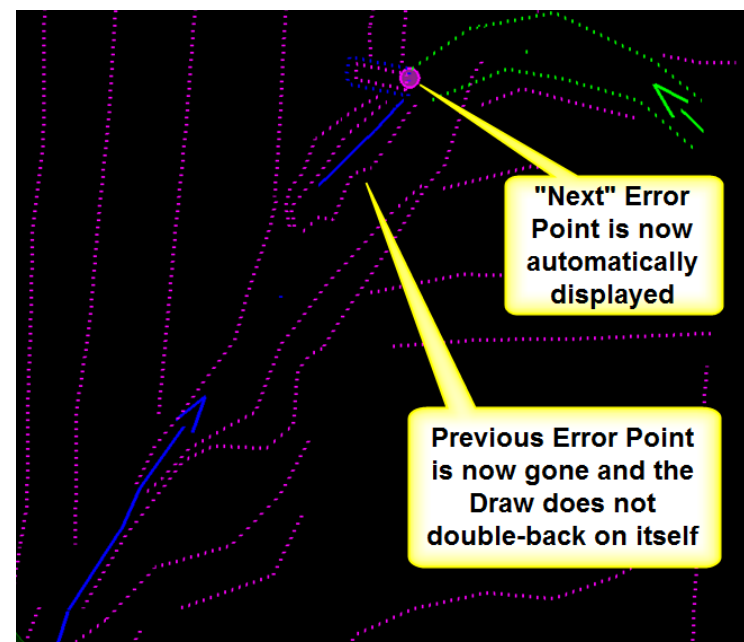 "Next" Error
Point is now
automatically
displayed
Previous Error Point
is now gone and the
Draw does not
double-back on itself